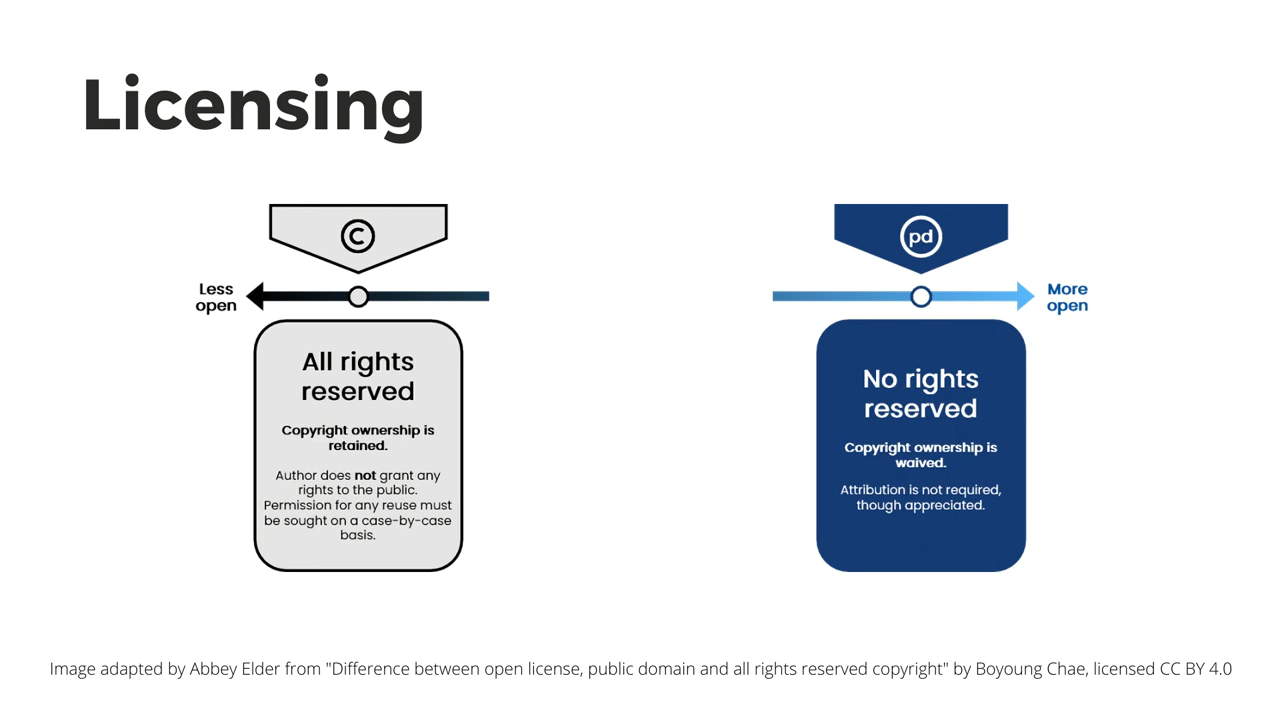 Licensing
C
pd
Less
open
More
open
All rights
reserved
Copyright ownership is
retained.
Author does not grant any
rights to the public.
Permission for any reuse must
be sought on a case-by-case
basis.
No rights
reserved
Copyright ownership is
waived.
Attribution is not required,
though appreciated.
Image adapted by Abbey Elder from "Difference between open license, public domain and all rights reserved copyright" by Boyoung Chae, licensed CC BY 4.0